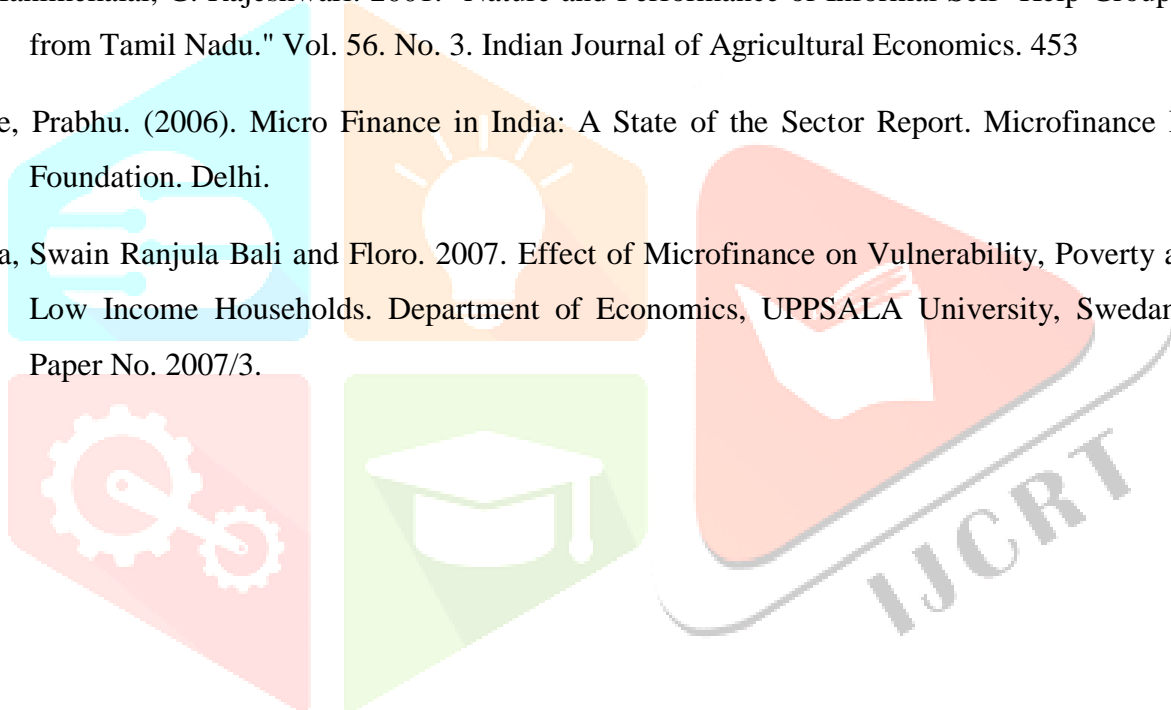 from Tamil Nadu." Vol. 56. No. 3. Indian Journal of Agricultural Economics. 453
e, Prabhu. (2006). Micro Finance in India: A State of the Sector Report. Microfinance
Foundation. Delhi.
a, Swain Ranjula Bali and Floro. 2007. Effect of Microfinance on Vulnerability, Poverty a
Low Income Households. Department of Economics, UPPSALA University, Swedan
Paper No. 2007/3.
IJCRT